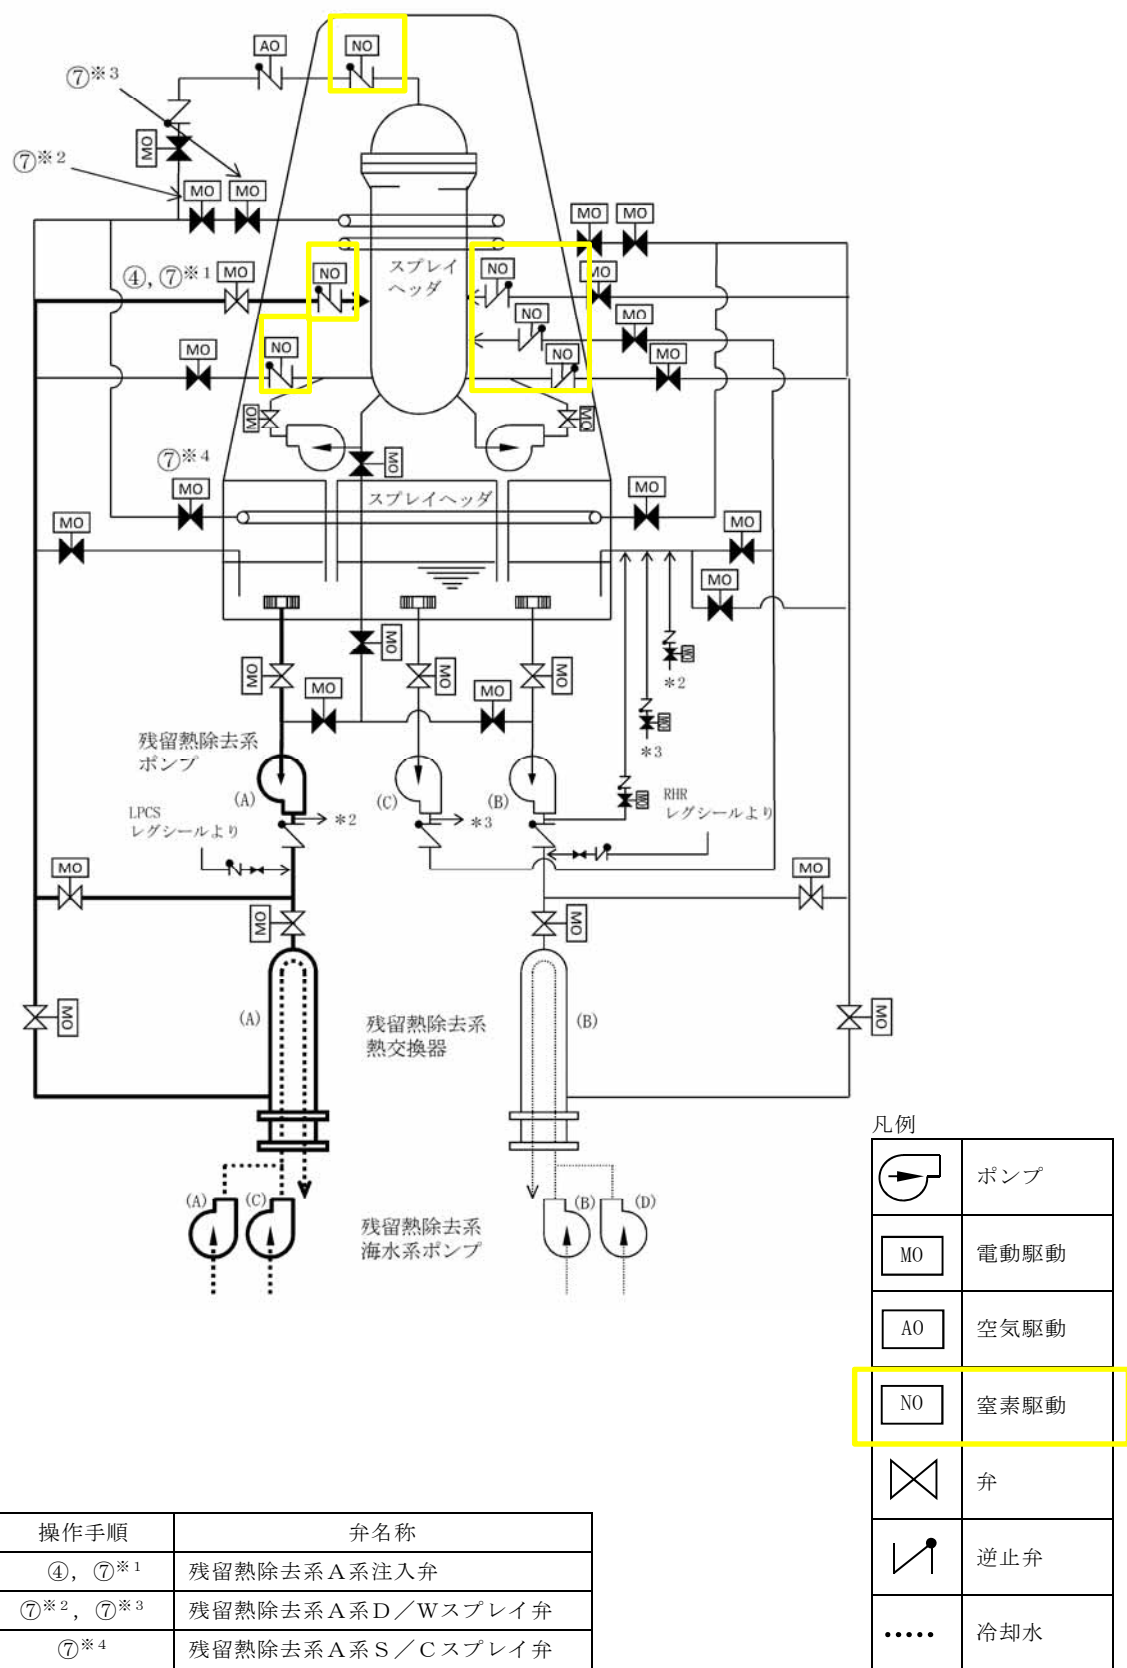 AO
NO
⑦※3
MO
⑦※2
MO
MO
MO
MO
スプレイ
ヘッダ
④, ⑦※1
MO
NO
NO
MO
NO
MO
MO
NO
NO
MO
MO
MO
MO
⑦※4
MO
MO
スプレイヘッダ
MO
MO
MO
MO
MO
MO
MO
MO
MO
MO
MO
*2
MO
*3
残留熱除去系
ポンプ
(A)
(C)
(B)
MO
RHR
レグシールより
LPCS
レグシールより
*2
*3
MO
MO
MO
MO
MO
MO
(A)
残留熱除去系
熱交換器
(B)
(A)
(C)
残留熱除去系
海水系ポンプ
(B)
(D)
凡例
ポンプ
MO 電動駆動
AO 空気駆動
NO 窒素駆動
弁
逆止弁
冷却水
操作手順 弁名称
④, ⑦※1 残留熱除去系A系注入弁
⑦※2, ⑦※3 残留熱除去系A系D/Wスプレイ弁
⑦※4 残留熱除去系A系S/Cスプレイ弁